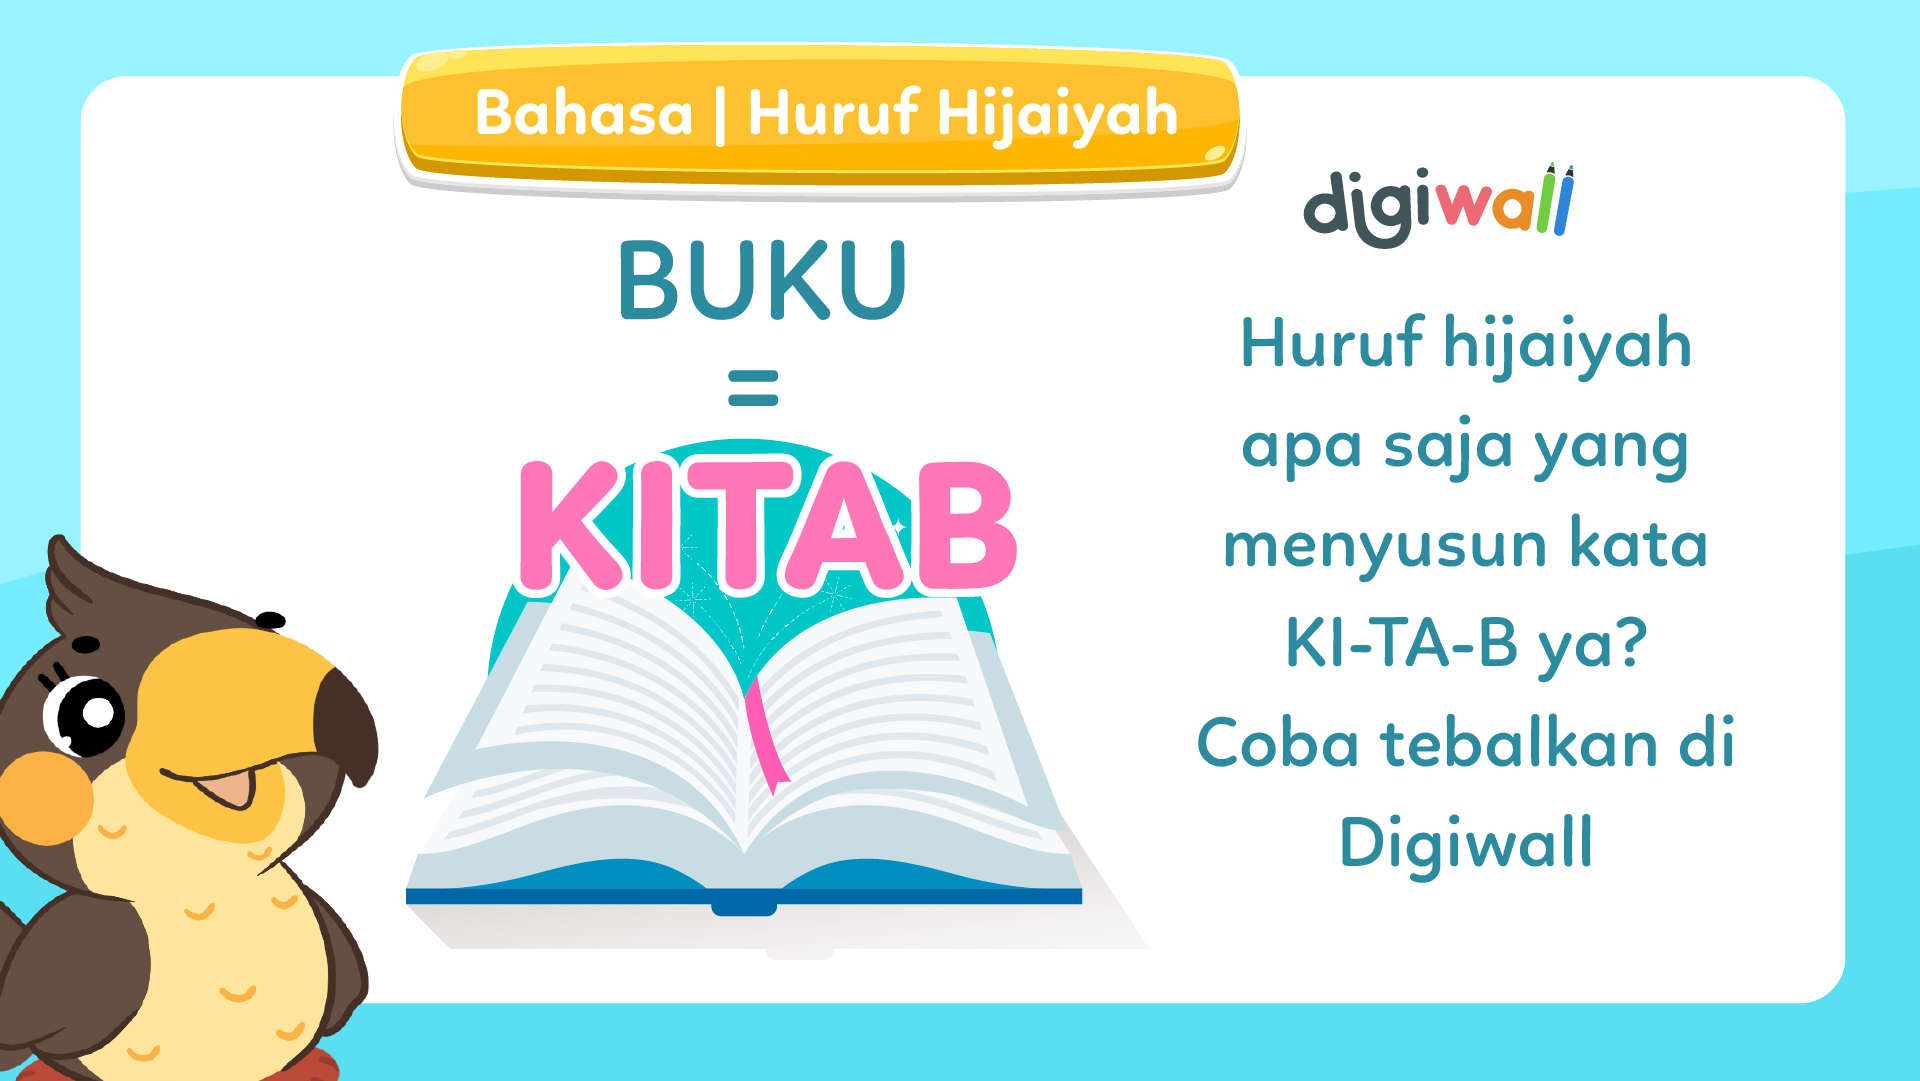 Bahasa | Huruf Hijaiyah
BUKU
=
KITAB
digiwall
Huruf hijaiyah
apa saja yang
menyusun kata
KI-TA-B ya?
Coba tebalkan di
Digiwall